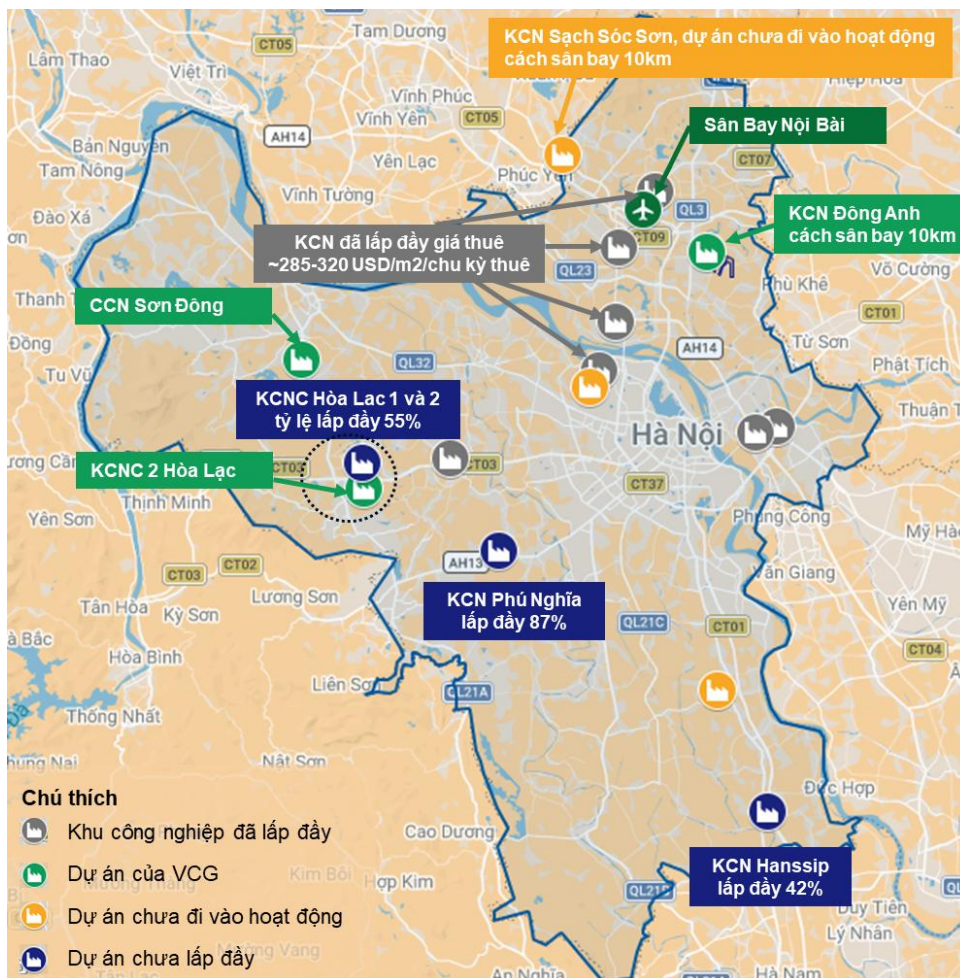 Tam Dương
CT05
Lâm Thao
Việt Trì
KCN Sạch Sóc Sơn, dự án chưa đi vào hoạt động
cách sân bay 10km
Hiệp Hòa
Vĩnh Phúc
Vĩnh Yên
CT05
AH14
Bản Nguyên
Tam Nông
Yên Lạc
Phúc Yên
Sân Bay Nội Bài
CT07
Vĩnh Tường
Đào Xá
QL3
KCN Đông Anh
cách sân bay 10km
KCN đã lấp đầy giá thuê
~285-320 USD/m2/chu kỳ thuê
CT09
QL23
Võ Cường
Phù Khê
CCN Sơn Đông
CT01
Từ Sơn
AH14
QL32
Phật Tích
Tu Vũ
KCNC Hòa Lạc 1 và 2
tỷ lệ lấp đầy 55%
Hà Nội
KCNC 2 Hòa Lạc
CT03
CT03
CT37
Thịnh Minh
Yên Sơn
Phụng Công
AH13
CT03
CT02
Lương Sơn
Văn Giang
Tân Hòa
Kỳ Sơn
KCN Phú Nghĩa
lấp đầy 87%
Yên Mỹ
QL21C
CT01
CT04
Hòa Bình
Liên Sơn
QL21A
Thống Nhất
Nật Sơn
Đức Hợp
Chú thích
Khu công nghiệp đã lấp đầy
Cao Dương
KCN Hanssip
lấp đầy 42%
Dự án của VCG
Kim Bôi
Hợp Kim
Duy Tiên
Dự án chưa đi vào hoạt động
Lý Nhân
Dự án chưa lấp đầy
An Nghĩa
Hà Nam